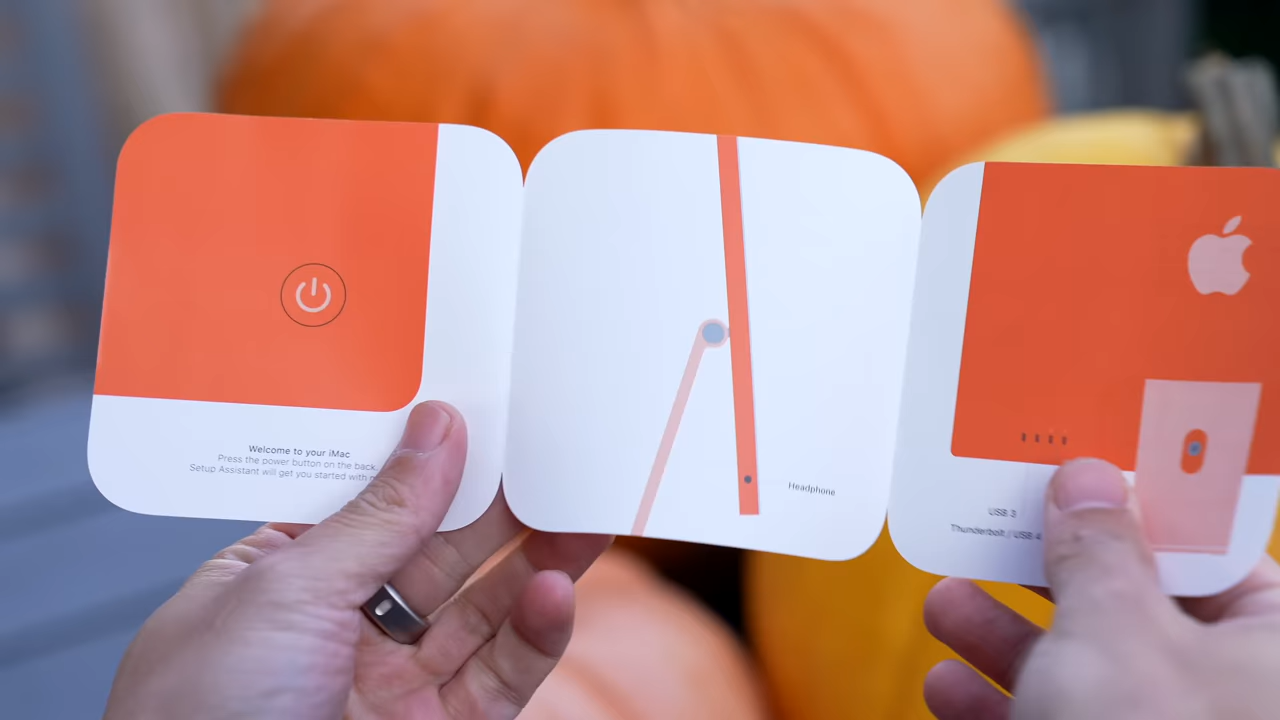 Welcome to your iMac
Press the power button on the back.
Setup Assistant will get you started with
Headphone
USB 3
Thunderbolt / USB 4